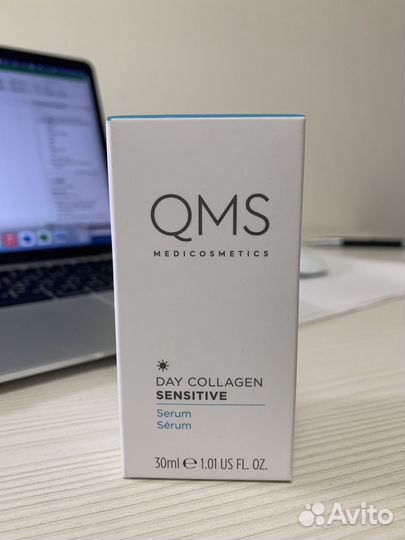 QMS
MEDICOSMETICS
DAY COLLAGEN
SENSITIVE
Serum
Sérum
30ml ℮ 1.01 US FL. OZ.
Avito